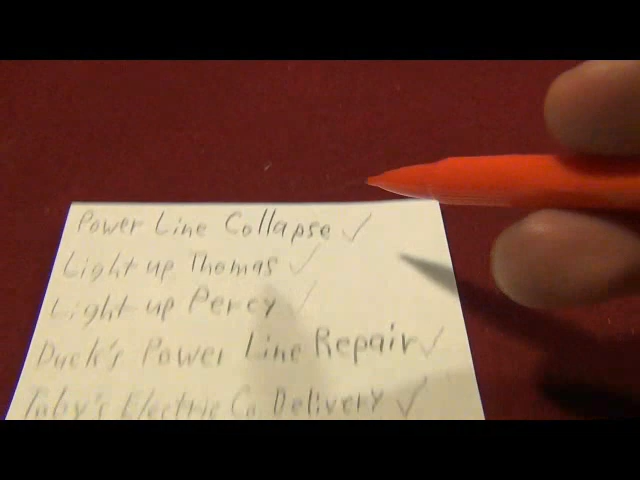 Power Line Collapse ✓
Light up Thomas ✓
Light up Percy ✓
Duck's Power Line Repair ✓
Toby's Electric Co Delivery ✓